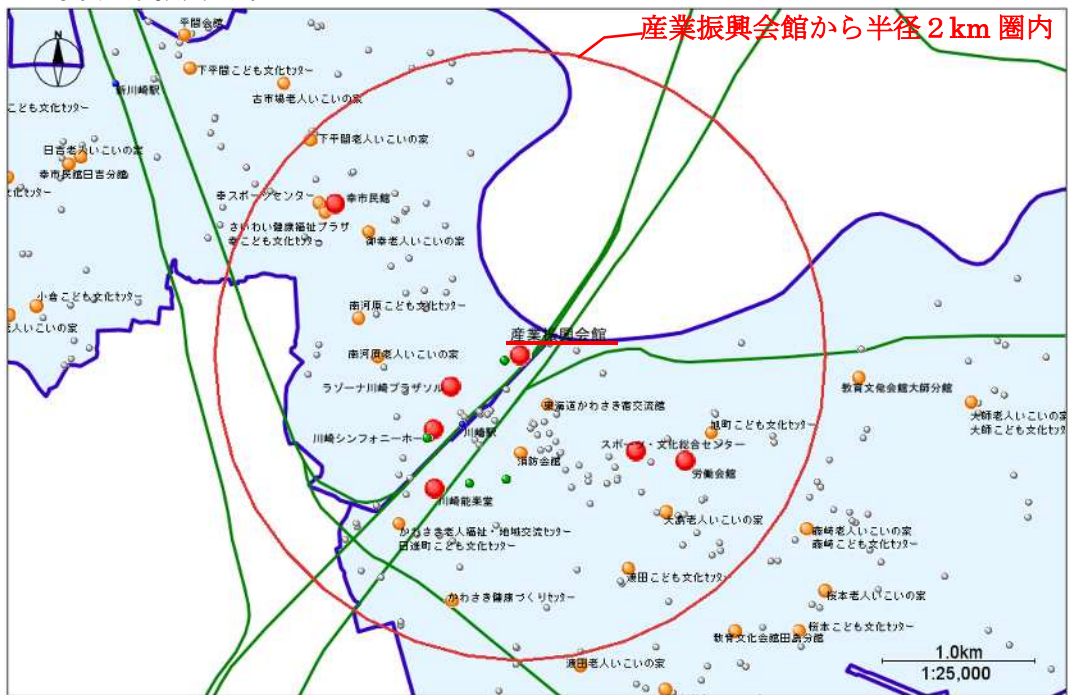 産業振興会館から半径２km 圏内
N
平間会館
下平間こども文化ｾﾝﾀｰ
新川崎駅
古市場老人いこいの家
こども文化ｾﾝﾀｰ
下平間老人いこいの家
日吉老人いこいの家
幸市民館日吉分館
文化ｾﾝﾀｰ
幸スポーツセンター
幸市民館
さいわい健康福祉プラザ
幸こども文化ｾﾝﾀｰ
御幸老人いこいの家
小倉こども文化ｾﾝﾀｰ
老人いこいの家
南河原こども文化ｾﾝﾀｰ
産業振興会館
南河原老人いこいの家
ラゾーナ川崎プラザソル
教育文化会館大師分館
東海道かわさき宿交流館
大師老人いこいの家
大師こども文化ｾﾝﾀｰ
旭町こども文化ｾﾝﾀｰ
川崎シンフォニーホー
川崎駅
スポーツ・文化総合センター
消防会館
労働会館
川崎能楽堂
大島老人いこいの家
かわさき老人福祉・地域交流ｾﾝﾀｰ
日進町こども文化ｾﾝﾀｰ
藤崎老人いこいの家
藤崎こども文化ｾﾝﾀｰ
渡田こども文化ｾﾝﾀｰ
かわさき健康づくりｾﾝﾀｰ
桜本老人いこいの家
桜本こども文化ｾﾝﾀｰ
教育文化会館田島分館
渡田老人いこいの家
1.0km
1:25,000